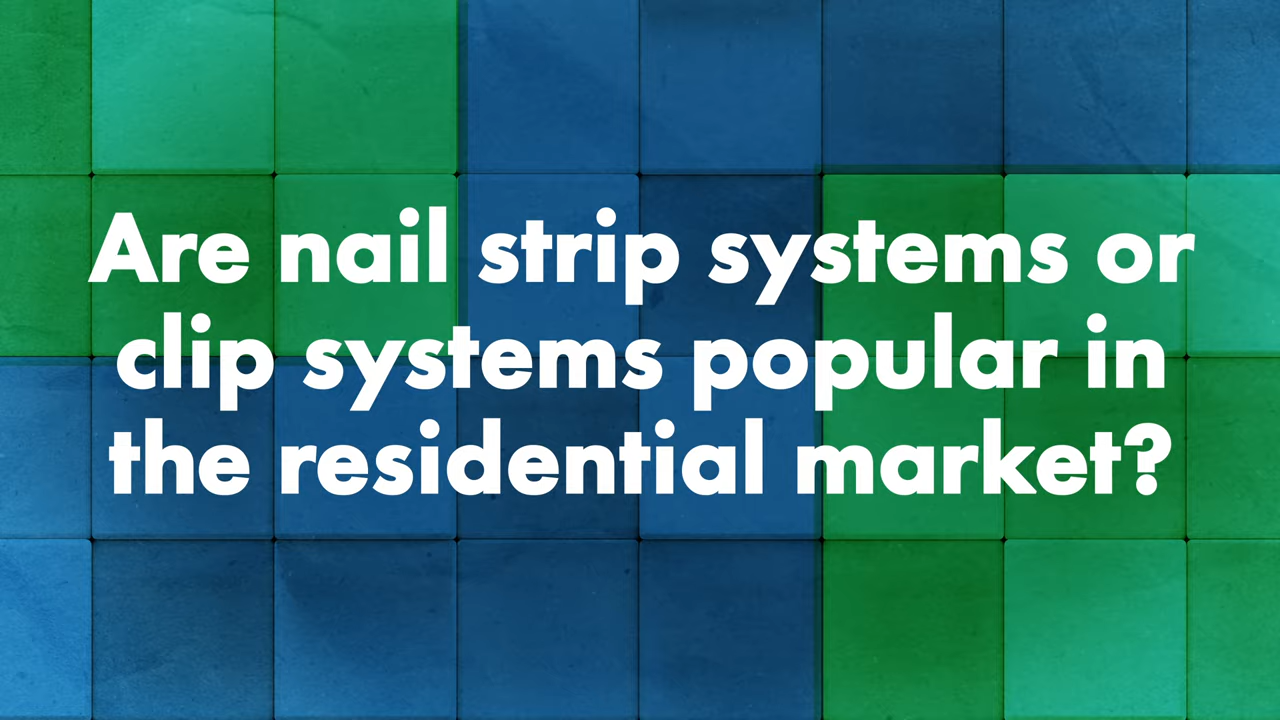 Are nail strip systems or
clip systems popular in
the residential market?